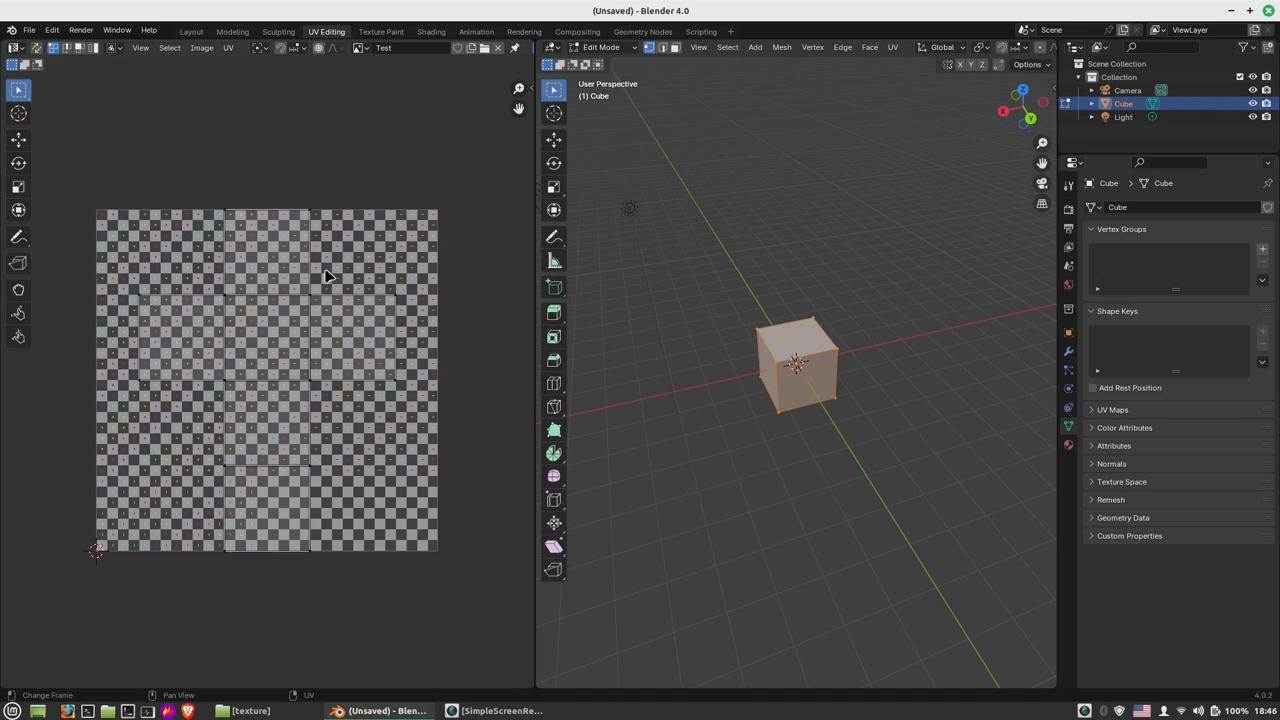 (Unsaved) - Blender 4.0
File Edit Render Window Help Layout Modeling Sculpting UV Editing Texture Paint Shading Animation Rendering Compositing Geometry Nodes Scripting Scene ViewLayer
View Select Image UV Test Edit Mode View Select Add Mesh Vertex Edge Face UV Global
X Y Z Options
Scene Collection
Collection
Camera
Cube
Light
User Perspective
(1) Cube
Z
X
Y
Cube Cube
Cube
Vertex Groups
Shape Keys
Add Rest Position
UV Maps
Color Attributes
Attributes
Normals
Texture Space
Remesh
Geometry Data
Custom Properties
Change Frame Pan View UV 4.0.2
[texture] (Unsaved) - Blen... [SimpleScreenRe... 100% 18:46